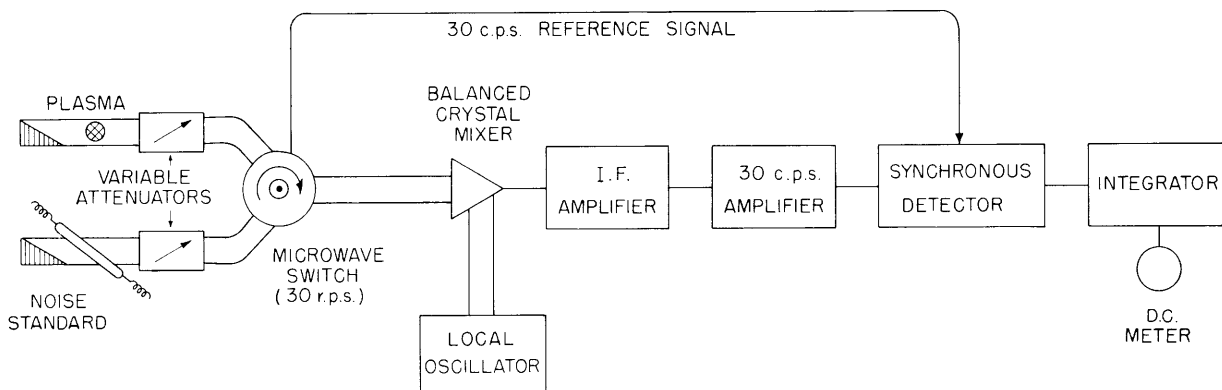 30 c.p.s. REFERENCE SIGNAL
PLASMA
BALANCED
CRYSTAL
MIXER
VARIABLE
ATTENUATORS
I.F.
AMPLIFIER
30 c.p.s.
AMPLIFIER
SYNCHRONOUS
DETECTOR
INTEGRATOR
MICROWAVE
SWITCH
(30 r.p.s.)
NOISE
STANDARD
LOCAL
OSCILLATOR
D.C.
METER